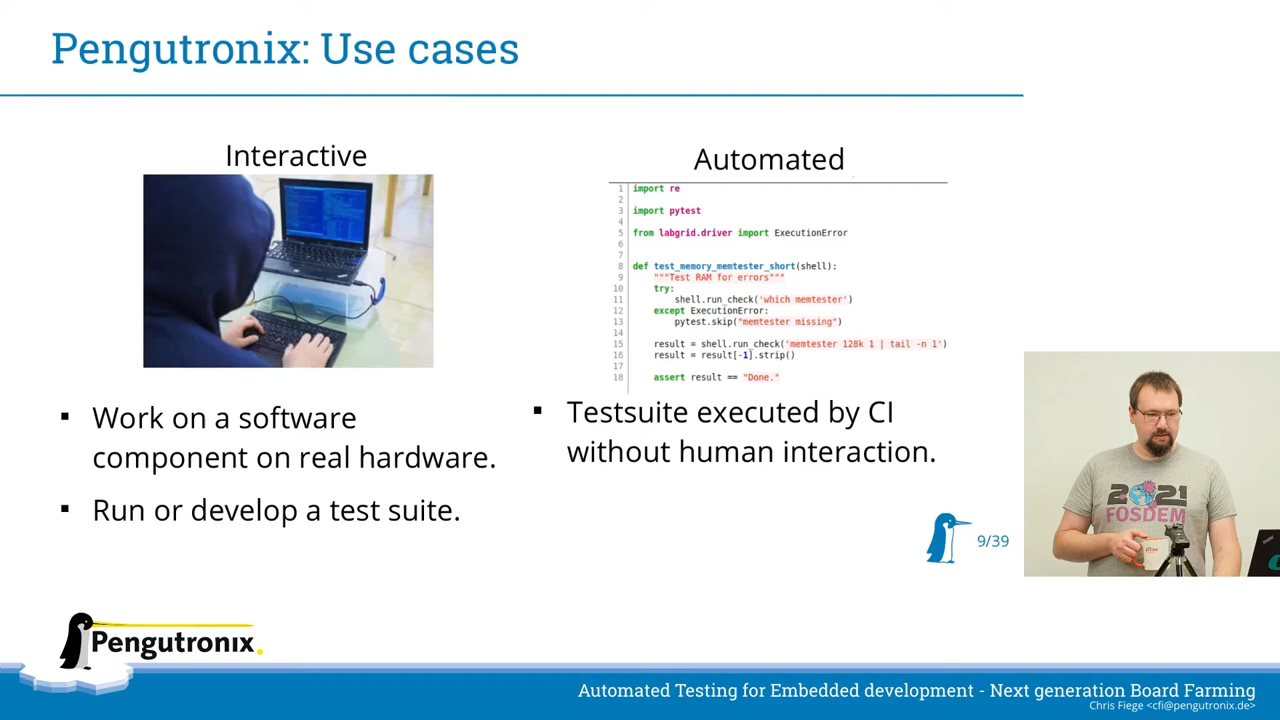 Pengutronix: Use cases
Interactive
Automated
1 import re
2
3 import pytest
4
5 from labgrid.driver import ExecutionError
6
7
8 def test_memory_memtester_short(shell):
9 """Test RAM for errors"""
10 try:
11 shell.run_check('which memtester')
12 except ExecutionError:
13 pytest.skip("memtester missing")
14
15 result = shell.run_check('memtester 128k 1 | tail -n 1')
16 result = result[-1].strip()
17
18 assert result == "Done."
▪ Work on a software
component on real hardware.
▪ Run or develop a test suite.
▪ Testsuite executed by CI
without human interaction.
2021
FOSDEM
9/39
Pengutronix
Automated Testing for Embedded development - Next generation Board Farming
Chris Fiege <cfi@pengutronix.de>